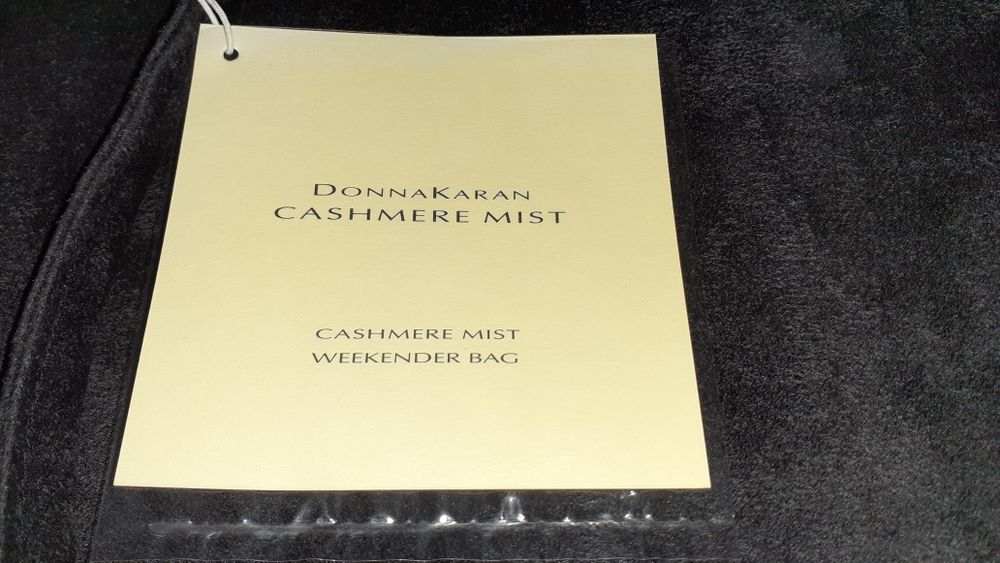 DONNAKARAN
CASHMERE MIST
CASHMERE MIST
WEEKENDER BAG